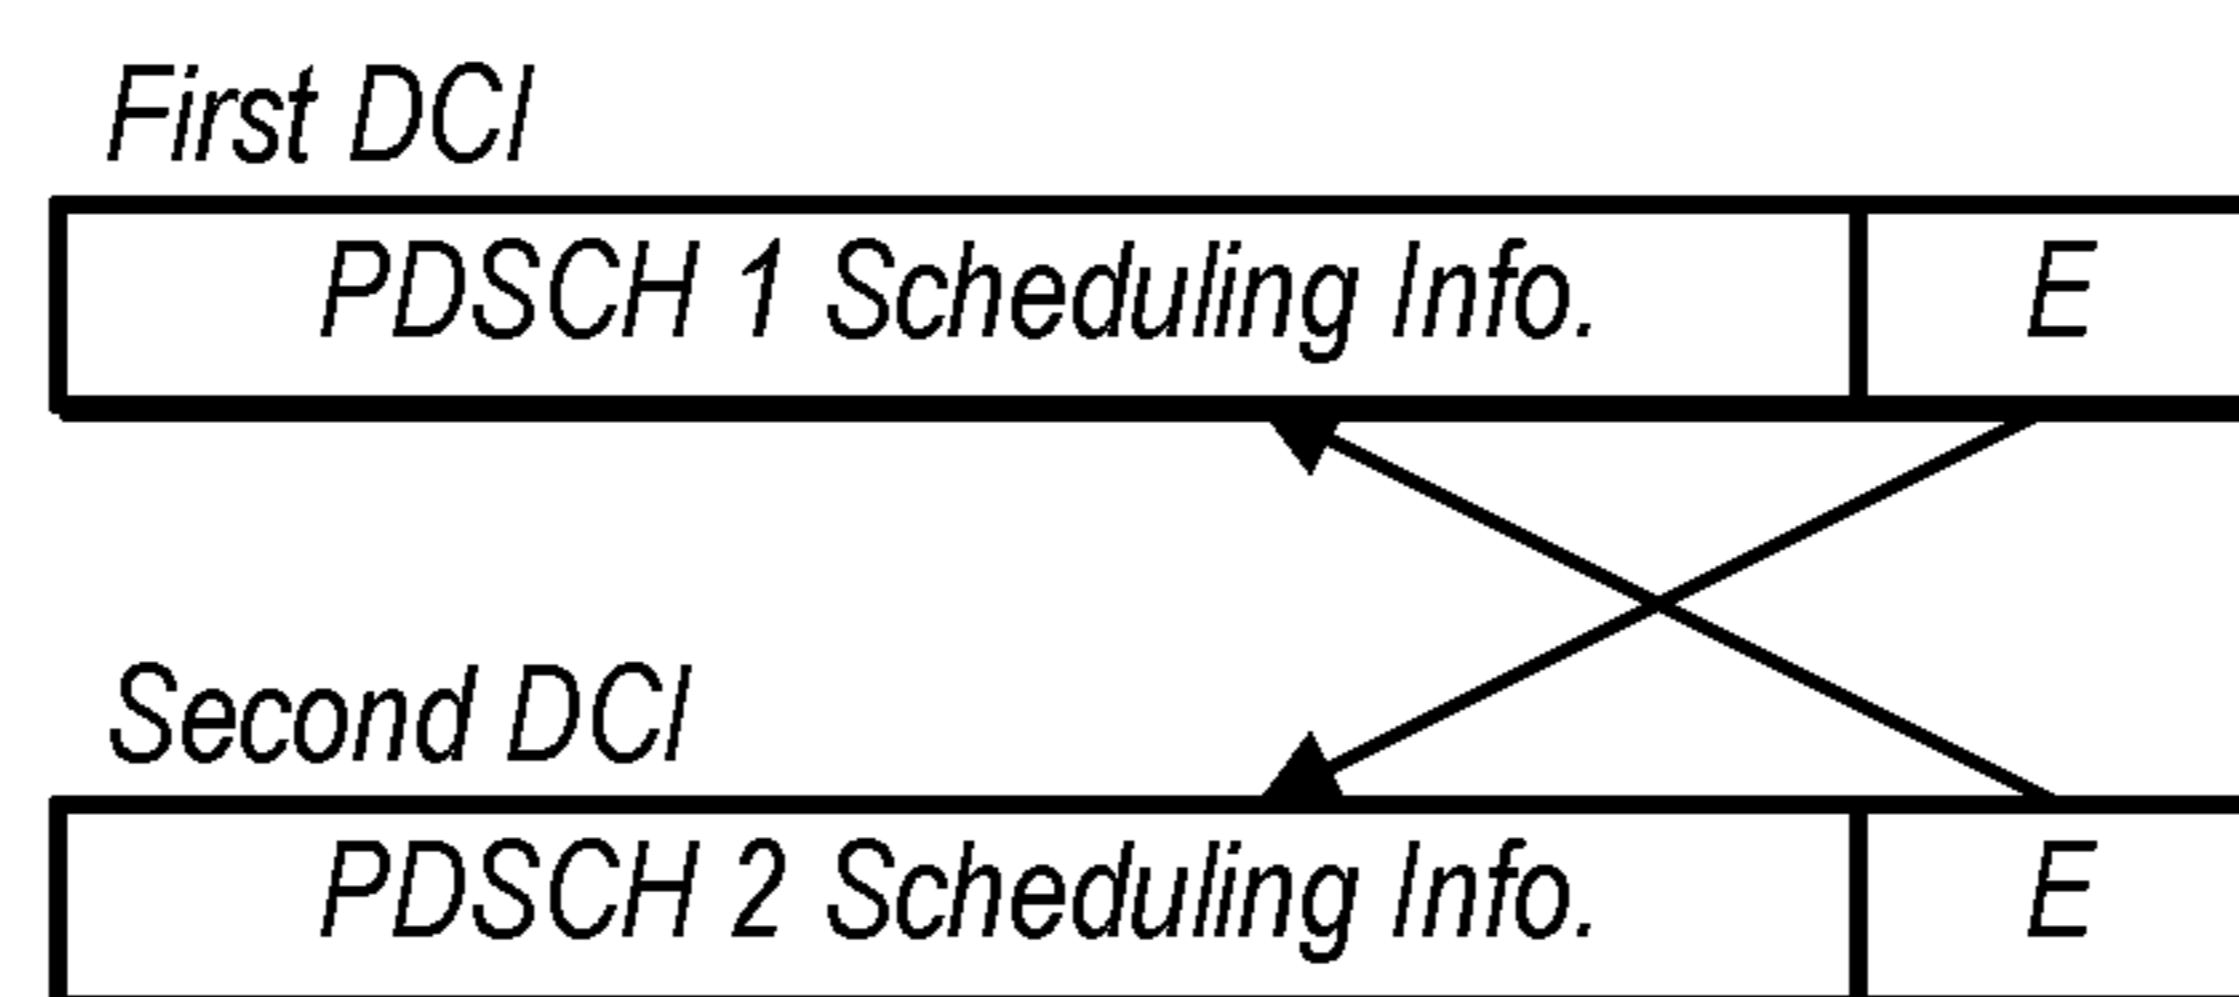 First DCI
PDSCH 1 Scheduling Info. E
Second DCI
PDSCH 2 Scheduling Info. E